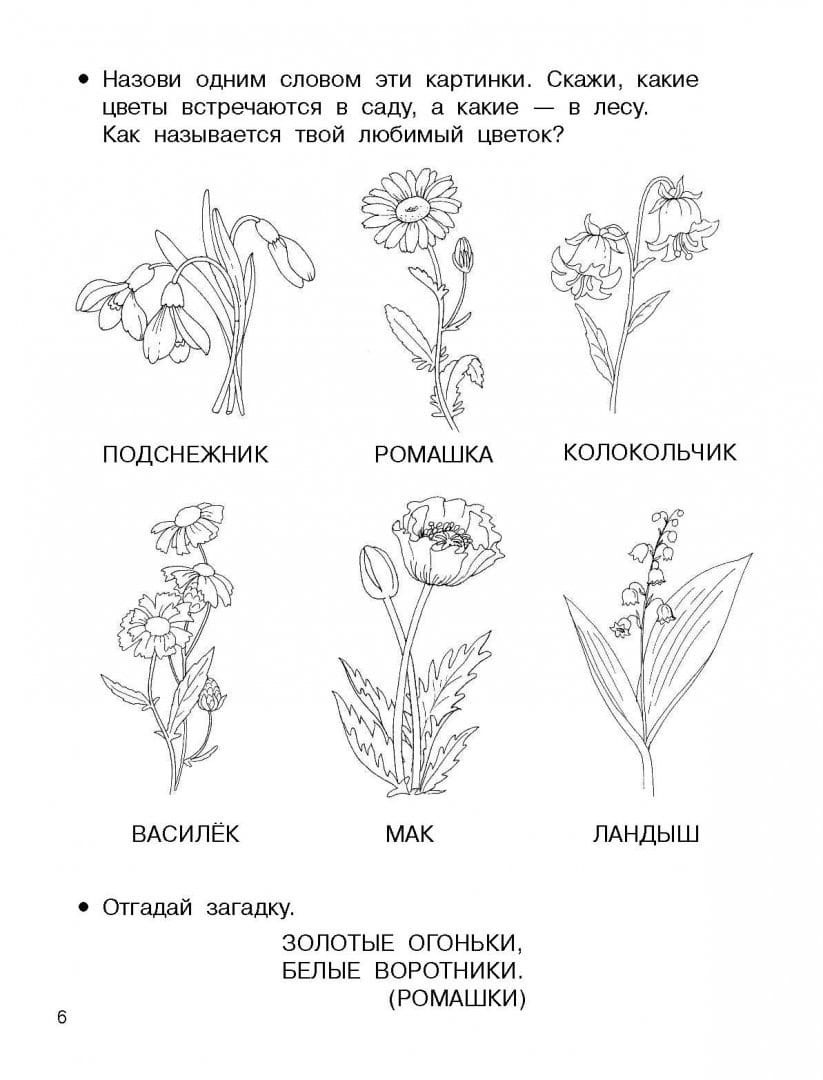 • Назови одним словом эти картинки. Скажи, какие
цветы встречаются в саду, а какие — в лесу.
Как называется твой любимый цветок?
ПОДСНЕЖНИК
РОМАШКА
КОЛОКОЛЬЧИК
ВАСИЛЁК
МАК
ЛАНДЫШ
• Отгадай загадку.
ЗОЛОТЫЕ ОГОНЬКИ,
БЕЛЫЕ ВОРОТНИКИ.
(РОМАШКИ)
6